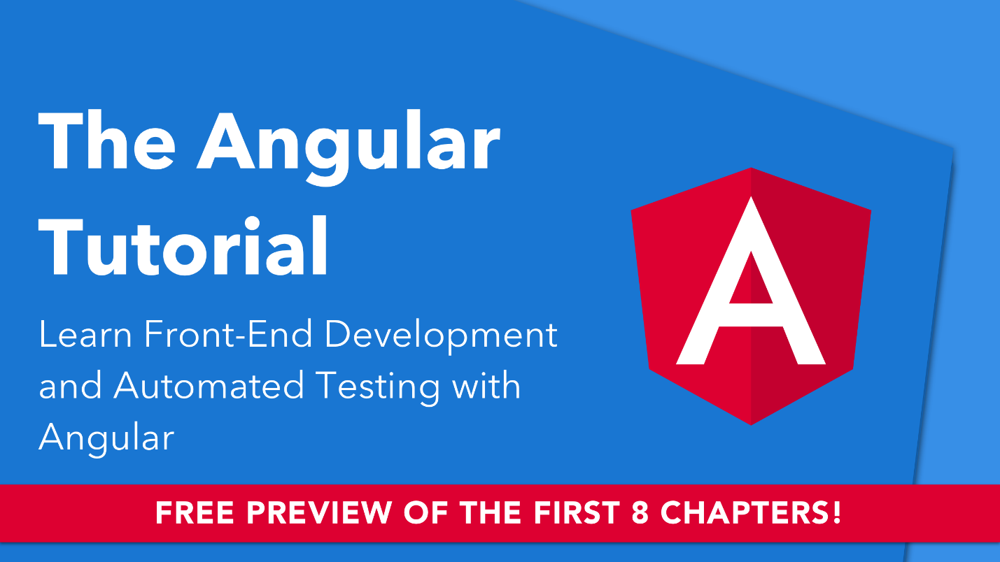 The Angular
Tutorial
Learn Front-End Development
and Automated Testing with
Angular
A
FREE PREVIEW OF THE FIRST 8 CHAPTERS!